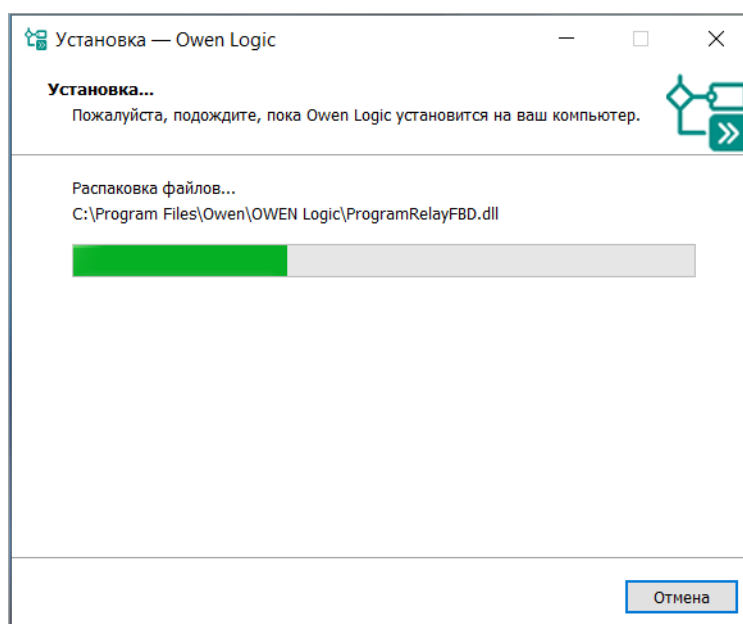 Установка — Owen Logic
Установка...
Пожалуйста, подождите, пока Owen Logic установится на ваш компьютер.
Распаковка файлов...
C:\Program Files\Owen\OWEN Logic\ProgramRelayFBD.dll
Отмена